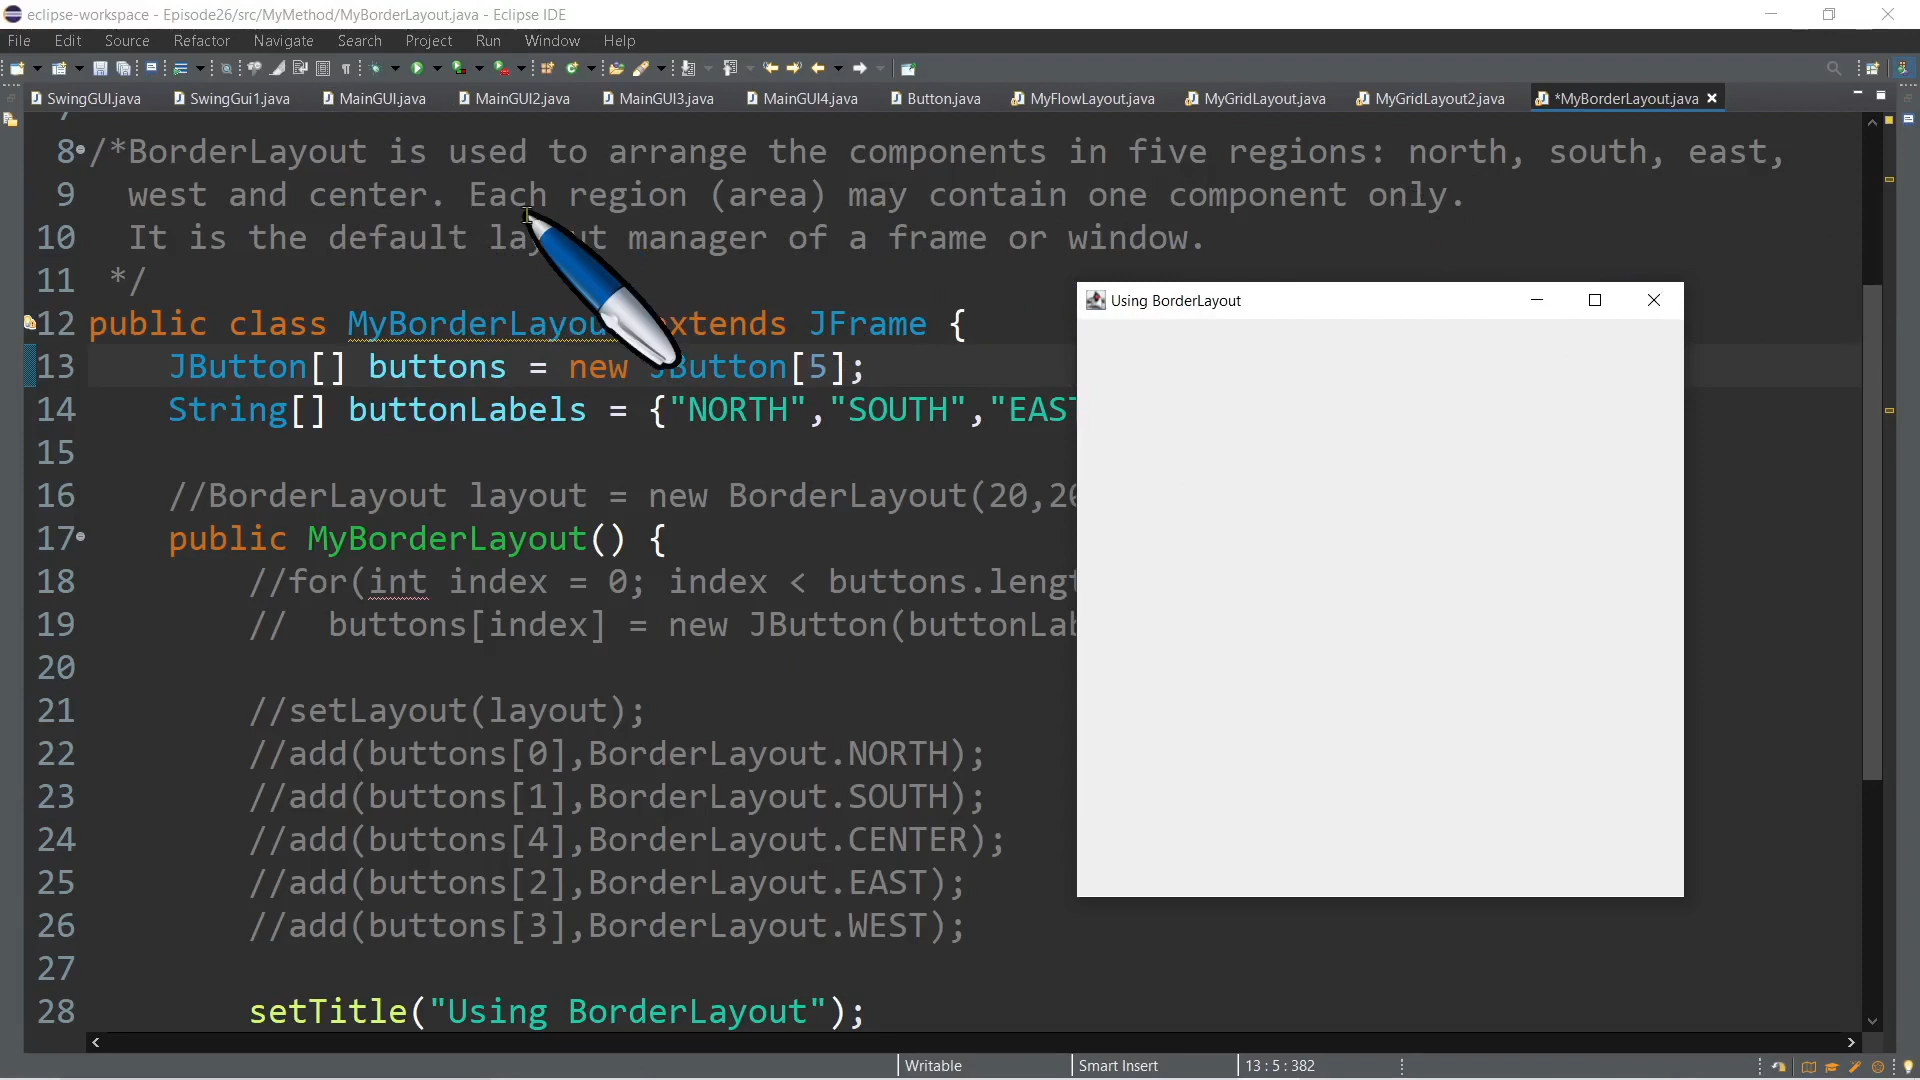 eclipse-workspace - Episode26/src/MyMethod/MyBorderLayout.java - Eclipse IDE
File Edit Source Refactor Navigate Search Project Run Window Help
SwingGUI.java SwingGui1.java MainGUI.java MainGUI2.java MainGUI3.java MainGUI4.java Button.java MyFlowLayout.java MyGridLayout.java MyGridLayout2.java *MyBorderLayout.java
8 /*BorderLayout is used to arrange the components in five regions: north, south, east,
9 west and center. Each region (area) may contain one component only.
10 It is the default layout manager of a frame or window.
11 */
12 public class MyBorderLayout extends JFrame {
13 JButton[] buttons = new JButton[5];
14 String[] buttonLabels = {"NORTH","SOUTH","EAST
15
16 //BorderLayout layout = new BorderLayout(20,20
17 public MyBorderLayout() {
18 //for(int index = 0; index < buttons.lengt
19 // buttons[index] = new JButton(buttonLab
20
21 //setLayout(layout);
22 //add(buttons[0],BorderLayout.NORTH);
23 //add(buttons[1],BorderLayout.SOUTH);
24 //add(buttons[4],BorderLayout.CENTER);
25 //add(buttons[2],BorderLayout.EAST);
26 //add(buttons[3],BorderLayout.WEST);
27
28 setTitle("Using BorderLayout");
Using BorderLayout
Writable Smart Insert 13 : 5 : 382